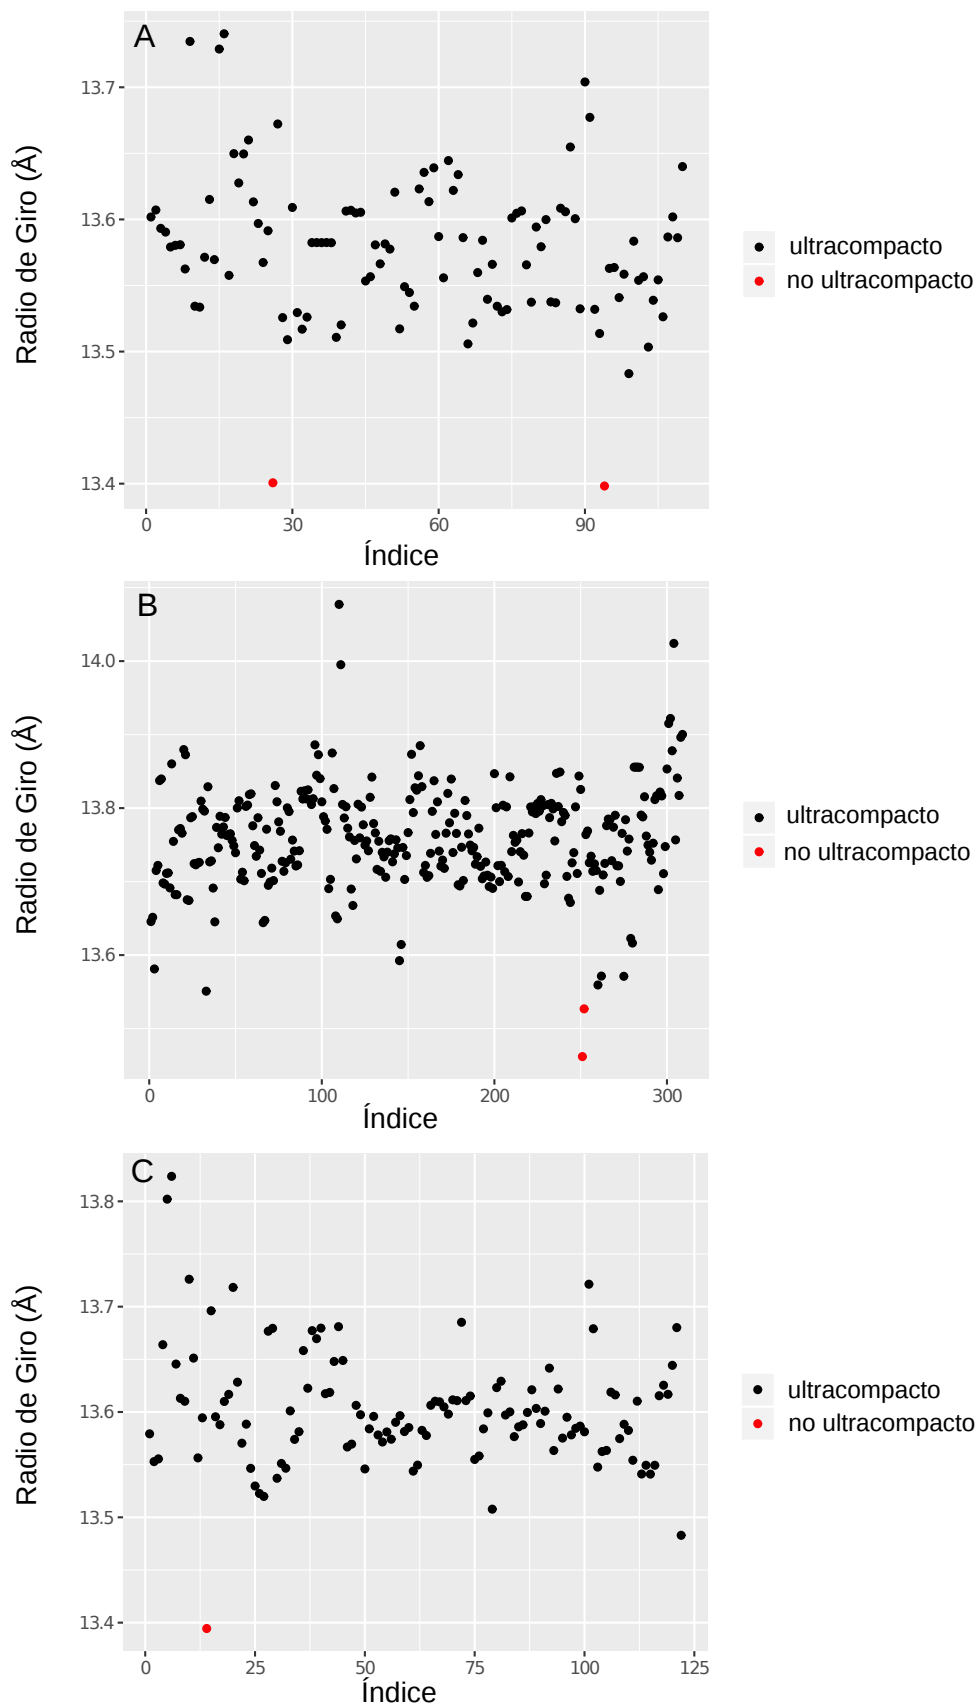 A
Radio de Giro (Å)
13.7
13.6
13.5
13.4
0 30 60 90
Índice
ultracompacto
no ultracompacto
B
Radio de Giro (Å)
14.0
13.8
13.6
0 100 200 300
Índice
ultracompacto
no ultracompacto
C
Radio de Giro (Å)
13.8
13.7
13.6
13.5
13.4
0 25 50 75 100 125
Índice
ultracompacto
no ultracompacto